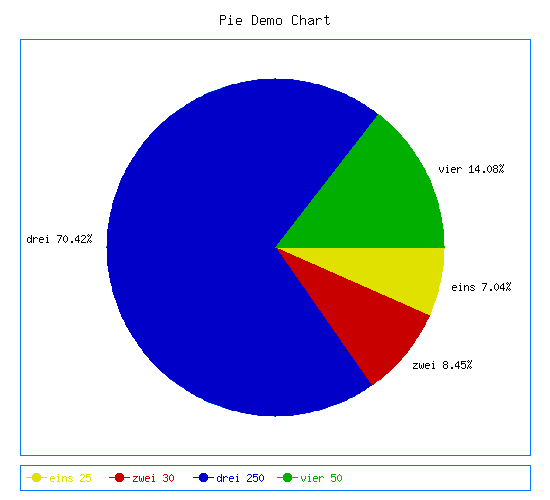 Pie Demo Chart
vier 14.08%
drei 70.42%
eins 7.04%
zwei 8.45%
eins 25 zwei 30 drei 250 vier 50